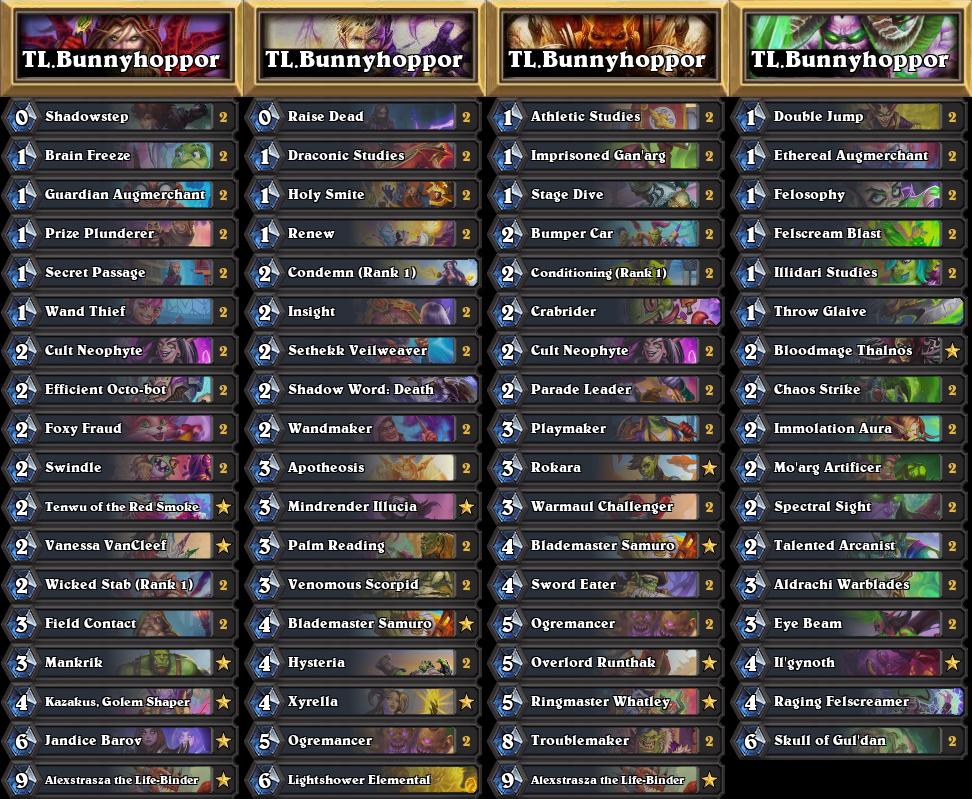 TL.Bunnyhoppor
0 Shadowstep 2
1 Brain Freeze 2
1 Guardian Augmerchant 2
1 Prize Plunderer 2
1 Secret Passage 2
1 Wand Thief 2
2 Cult Neophyte 2
2 Efficient Octo-bot 2
2 Foxy Fraud 2
2 Swindle 2
2 Tenwu of the Red Smoke
2 Vanessa VanCleef
2 Wicked Stab (Rank 1) 2
3 Field Contact 2
3 Mankrik
4 Kazakus, Golem Shaper
6 Jandice Barov
9 Alexstrasza the Life-Binder
TL.Bunnyhoppor
0 Raise Dead 2
1 Draconic Studies 2
1 Holy Smite 2
1 Renew 2
2 Condemn (Rank 1)
2 Insight 2
2 Sethekk Veilweaver 2
2 Shadow Word: Death
2 Wandmaker 2
3 Apotheosis 2
3 Mindrender Illucia
3 Palm Reading 2
3 Venomous Scorpid 2
4 Blademaster Samuro
4 Hysteria 2
4 Xyrella
5 Ogremancer 2
6 Lightshower Elemental
TL.Bunnyhoppor
1 Athletic Studies 2
1 Imprisoned Gan'arg 2
1 Stage Dive 2
2 Bumper Car 2
2 Conditioning (Rank 1) 2
2 Crabrider
2 Cult Neophyte 2
2 Parade Leader 2
3 Playmaker 2
3 Rokara
3 Warmaul Challenger 2
4 Blademaster Samuro
4 Sword Eater 2
5 Ogremancer 2
5 Overlord Runthak
5 Ringmaster Whatley
8 Troublemaker 2
9 Alexstrasza the Life-Binder
TL.Bunnyhoppor
1 Double Jump 2
1 Ethereal Augmerchant 2
1 Felosophy 2
1 Felscream Blast 2
1 Illidari Studies 2
1 Throw Glaive
2 Bloodmage Thalnos
2 Chaos Strike 2
2 Immolation Aura 2
2 Mo'arg Artificer 2
2 Spectral Sight 2
2 Talented Arcanist 2
3 Aldrachi Warblades 2
3 Eye Beam 2
4 Il'gynoth
4 Raging Felscreamer
6 Skull of Gul'dan 2